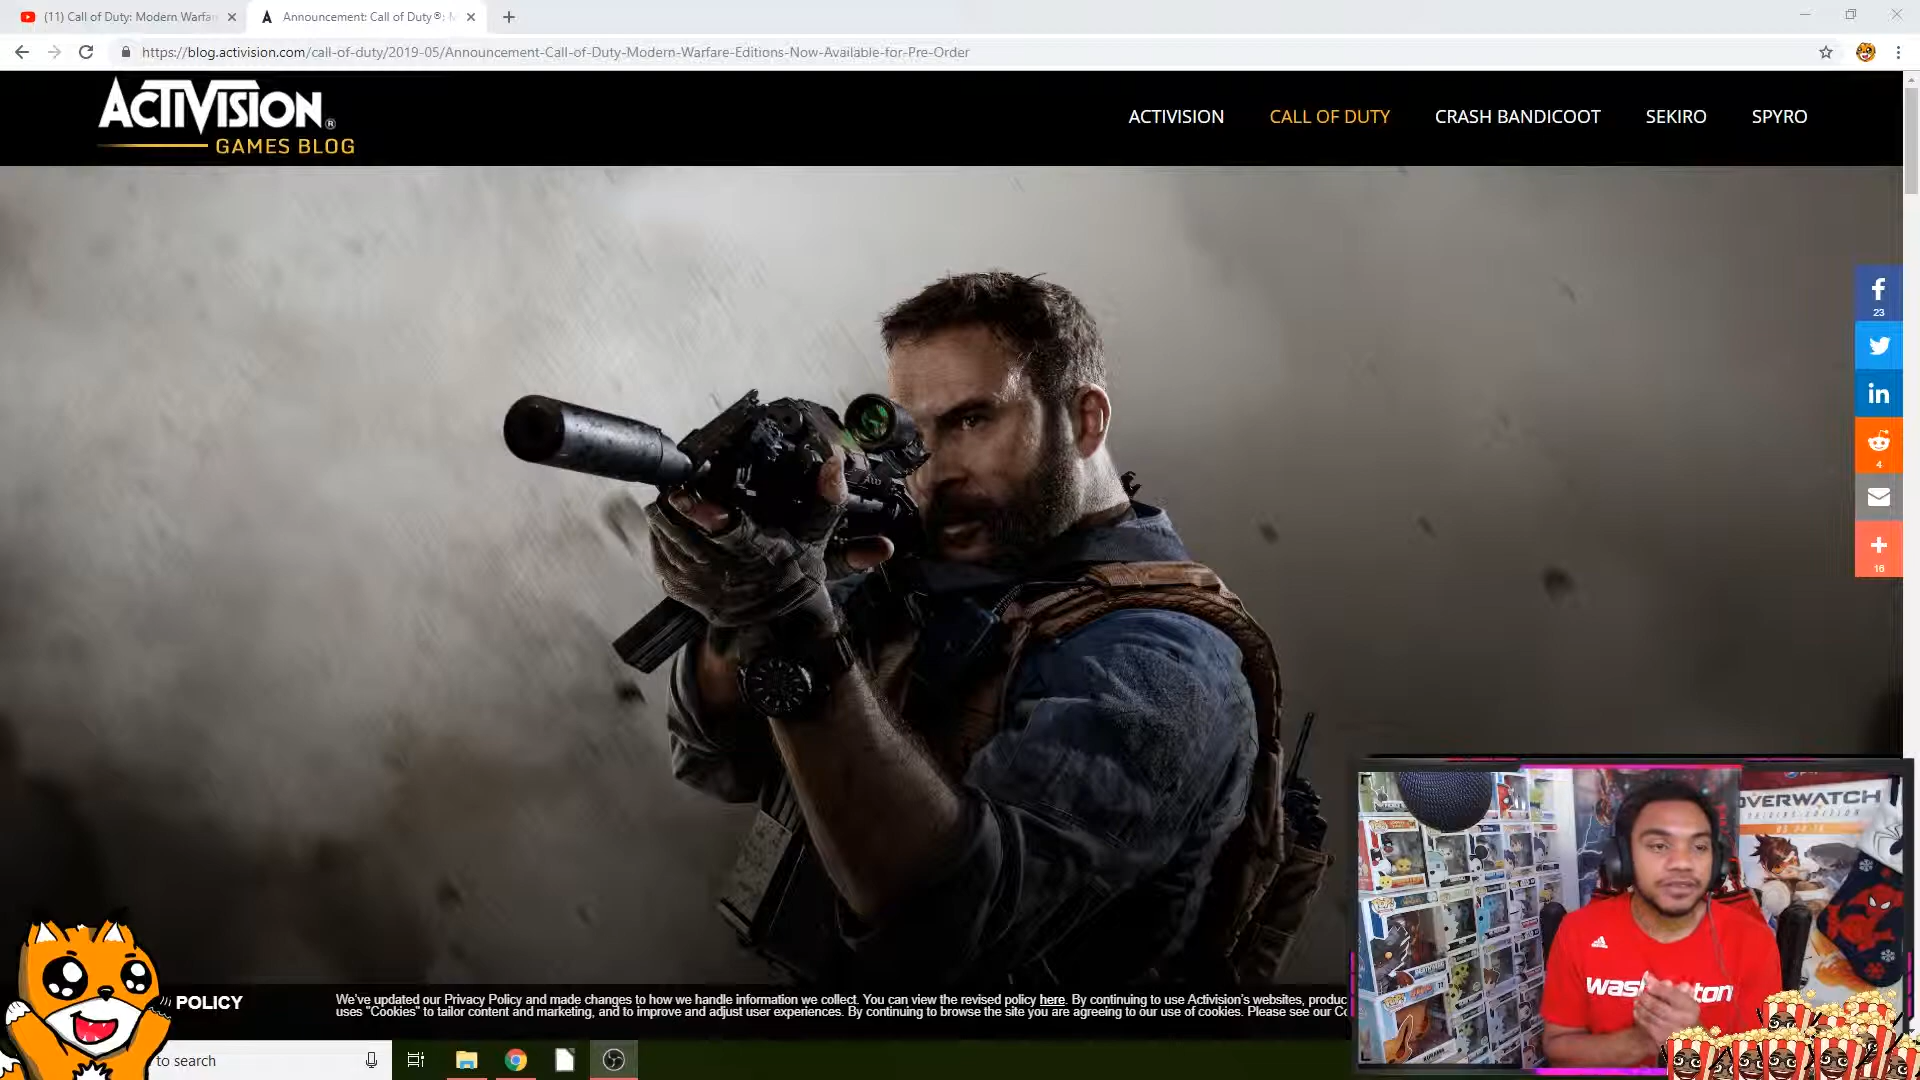 (11) Call of Duty: Modern Warfar
Announcement: Call of Duty®: M
https://blog.activision.com/call-of-duty/2019-05/Announcement-Call-of-Duty-Modern-Warfare-Editions-Now-Available-for-Pre-Order
ACTIVISION®
GAMES BLOG
ACTIVISION
CALL OF DUTY
CRASH BANDICOOT
SEKIRO
SPYRO
23
4
16
OVERWATCH
washington
POLICY
We've updated our Privacy Policy and made changes to how we handle information we collect. You can view the revised policy here. By continuing to use Activision's websites, produc
uses "Cookies" to tailor content and marketing, and to improve and adjust user experiences. By continuing to browse the site you are agreeing to our use of cookies. Please see our Co
to search